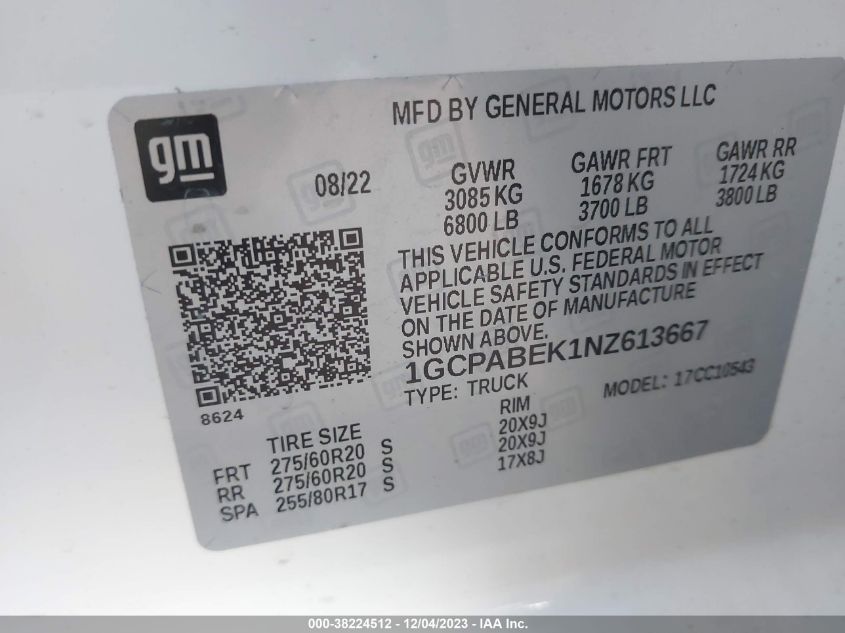 gm
MFD BY GENERAL MOTORS LLC
08/22
GVWR
3085 KG
6800 LB
GAWR FRT
1678 KG
3700 LB
GAWR RR
1724 KG
3800 LB
THIS VEHICLE CONFORMS TO ALL
APPLICABLE U.S. FEDERAL MOTOR
VEHICLE SAFETY STANDARDS IN EFFECT
ON THE DATE OF MANUFACTURE
SHOWN ABOVE.
1GCPABEK1NZ613667
TYPE: TRUCK
MODEL: 17CC10543
8624
TIRE SIZE
RIM
FRT 275/60R20 S 20X9J
RR 275/60R20 S 20X9J
SPA 255/80R17 S 17X8J
000-38224512 - 12/04/2023 - IAA Inc.